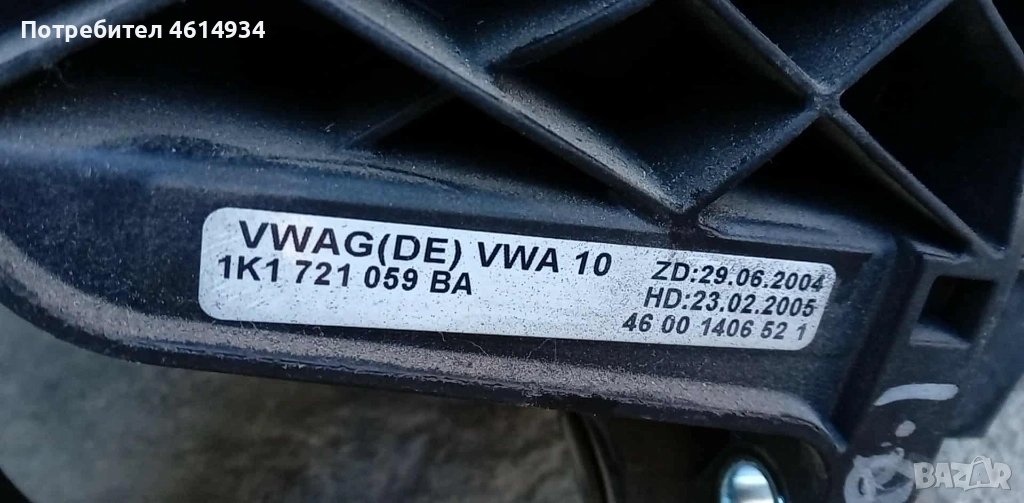 Потребител 4614934
VWAG(DE) VWA 10
1K1 721 059 BA
ZD:29.06.2004
HD:23.02.2005
46 00 1406 52 1
BAZAR